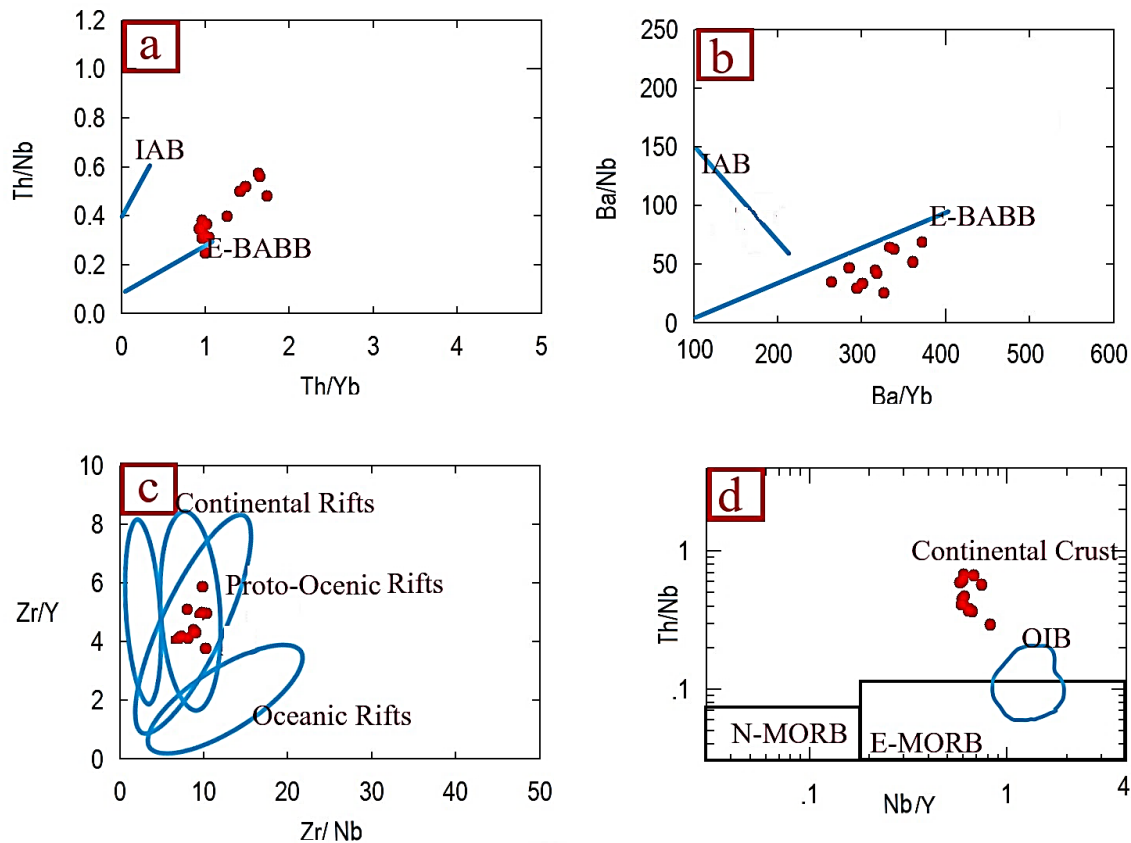 a
1.2
1.0
0.8
0.6
0.4
0.2
0.0
Th/Nb
IAB
E-BABB
0 1 2 3 4 5
Th/Yb
b
250
200
150
100
50
0
Ba/Nb
IAB
E-BABB
100 200 300 400 500 600
Ba/Yb
c
10
8
6
4
2
0
Zr/Y
Continental Rifts
Proto-Ocenic Rifts
Oceanic Rifts
0 10 20 30 40 50
Zr/ Nb
d
1
.1
Th/Nb
Continental Crust
OIB
N-MORB
E-MORB
.1 1 4
Nb/Y